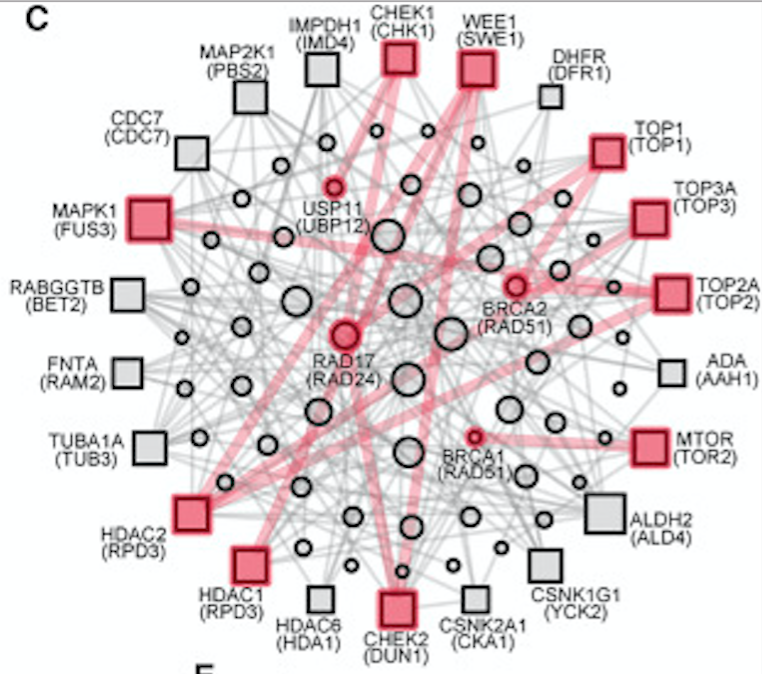 C
IMPDH1
(IMD4)
CHEK1
(CHK1)
WEE1
(SWE1)
MAP2K1
(PBS2)
DHFR
(DFR1)
CDC7
(CDC7)
TOP1
(TOP1)
MAPK1
(FUS3)
USP11
(UBP12)
TOP3A
(TOP3)
RABGGTB
(BET2)
BRCA2
(RAD51)
TOP2A
(TOP2)
FNTA
(RAM2)
RAD17
(RAD24)
ADA
(AAH1)
TUBA1A
(TUB3)
BRCA1
(RAD51)
MTOR
(TOR2)
HDAC2
(RPD3)
ALDH2
(ALD4)
HDAC1
(RPD3)
HDAC6
(HDA1)
CHEK2
(DUN1)
CSNK2A1
(CKA1)
CSNK1G1
(YCK2)